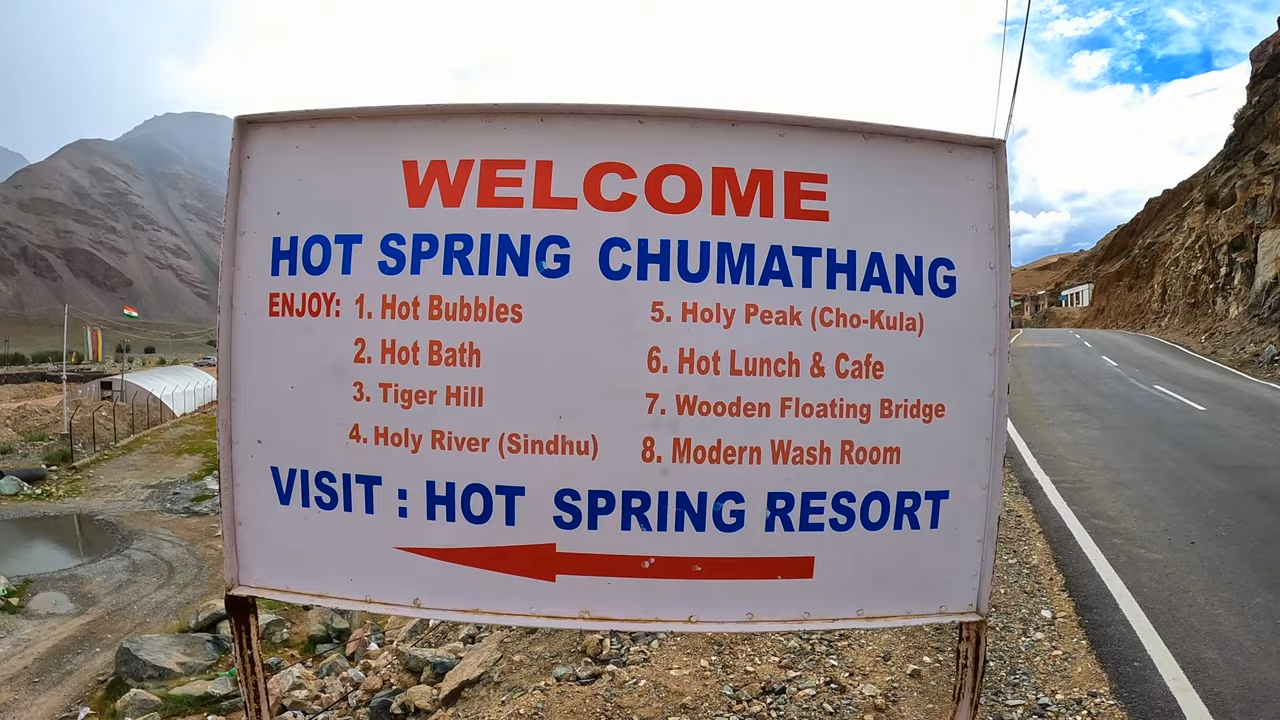 WELCOME
HOT SPRING CHUMATHANG
ENJOY: 1. Hot Bubbles
2. Hot Bath
3. Tiger Hill
4. Holy River (Sindhu)
5. Holy Peak (Cho-Kula)
6. Hot Lunch & Cafe
7. Wooden Floating Bridge
8. Modern Wash Room
VISIT : HOT SPRING RESORT